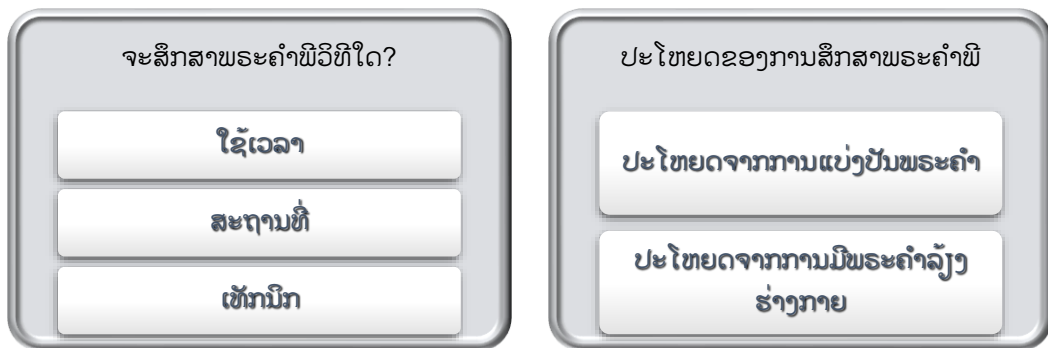 ຈະສຶກສາພຣະຄຳພີວິທີໃດ?
ໃຊ້ເວລາ
ສະຖານທີ່
ເທັກນິກ
ປະໂຫຍດຂອງການສຶກສາພຣະຄຳພີ
ປະໂຫຍດຈາກການແບ່ງປັນພຣະຄຳ
ປະໂຫຍດຈາກການມີພຣະຄຳລ້ຽງ
ຮ່າງກາຍ